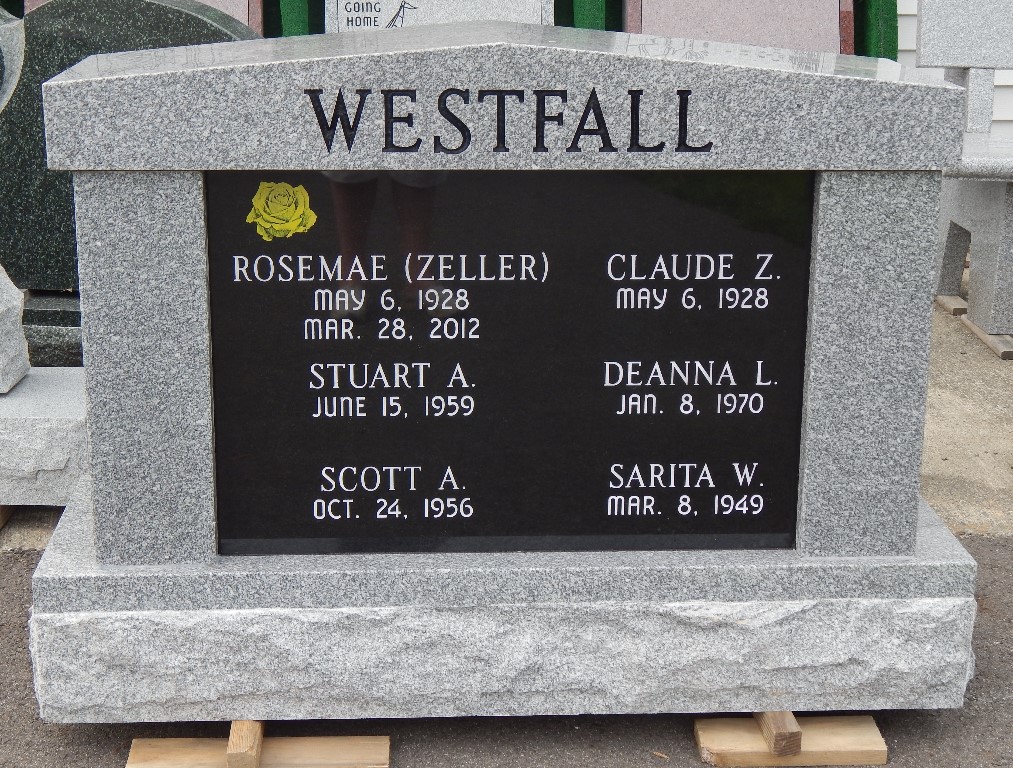 GOING
HOME
WESTFALL
ROSEMAE (ZELLER)
MAY 6, 1928
MAR. 28, 2012
CLAUDE Z.
MAY 6, 1928
STUART A.
JUNE 15, 1959
DEANNA L.
JAN. 8, 1970
SCOTT A.
OCT. 24, 1956
SARITA W.
MAR. 8, 1949